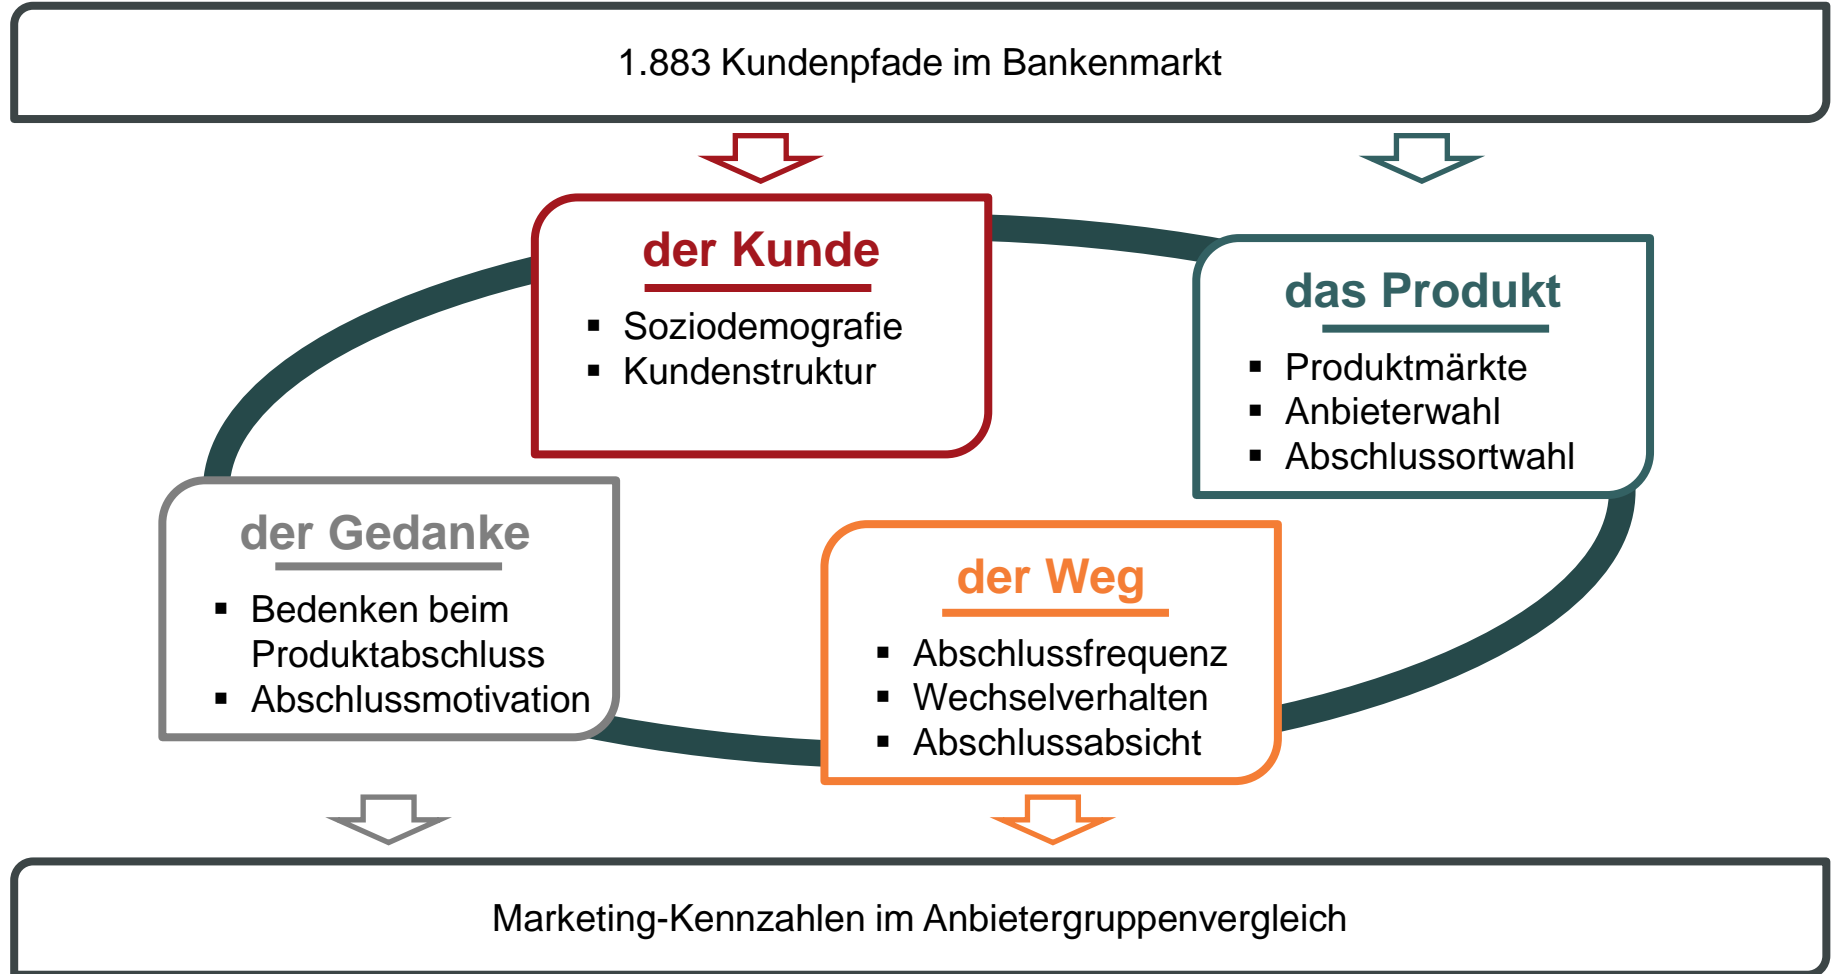 1.883 Kundenpfade im Bankenmarkt
der Kunde
▪ Soziodemografie
▪ Kundenstruktur
das Produkt
▪ Produktmärkte
▪ Anbieterwahl
▪ Abschlussortwahl
der Gedanke
▪ Bedenken beim
Produktabschluss
▪ Abschlussmotivation
der Weg
▪ Abschlussfrequenz
▪ Wechselverhalten
▪ Abschlussabsicht
Marketing-Kennzahlen im Anbietergruppenvergleich